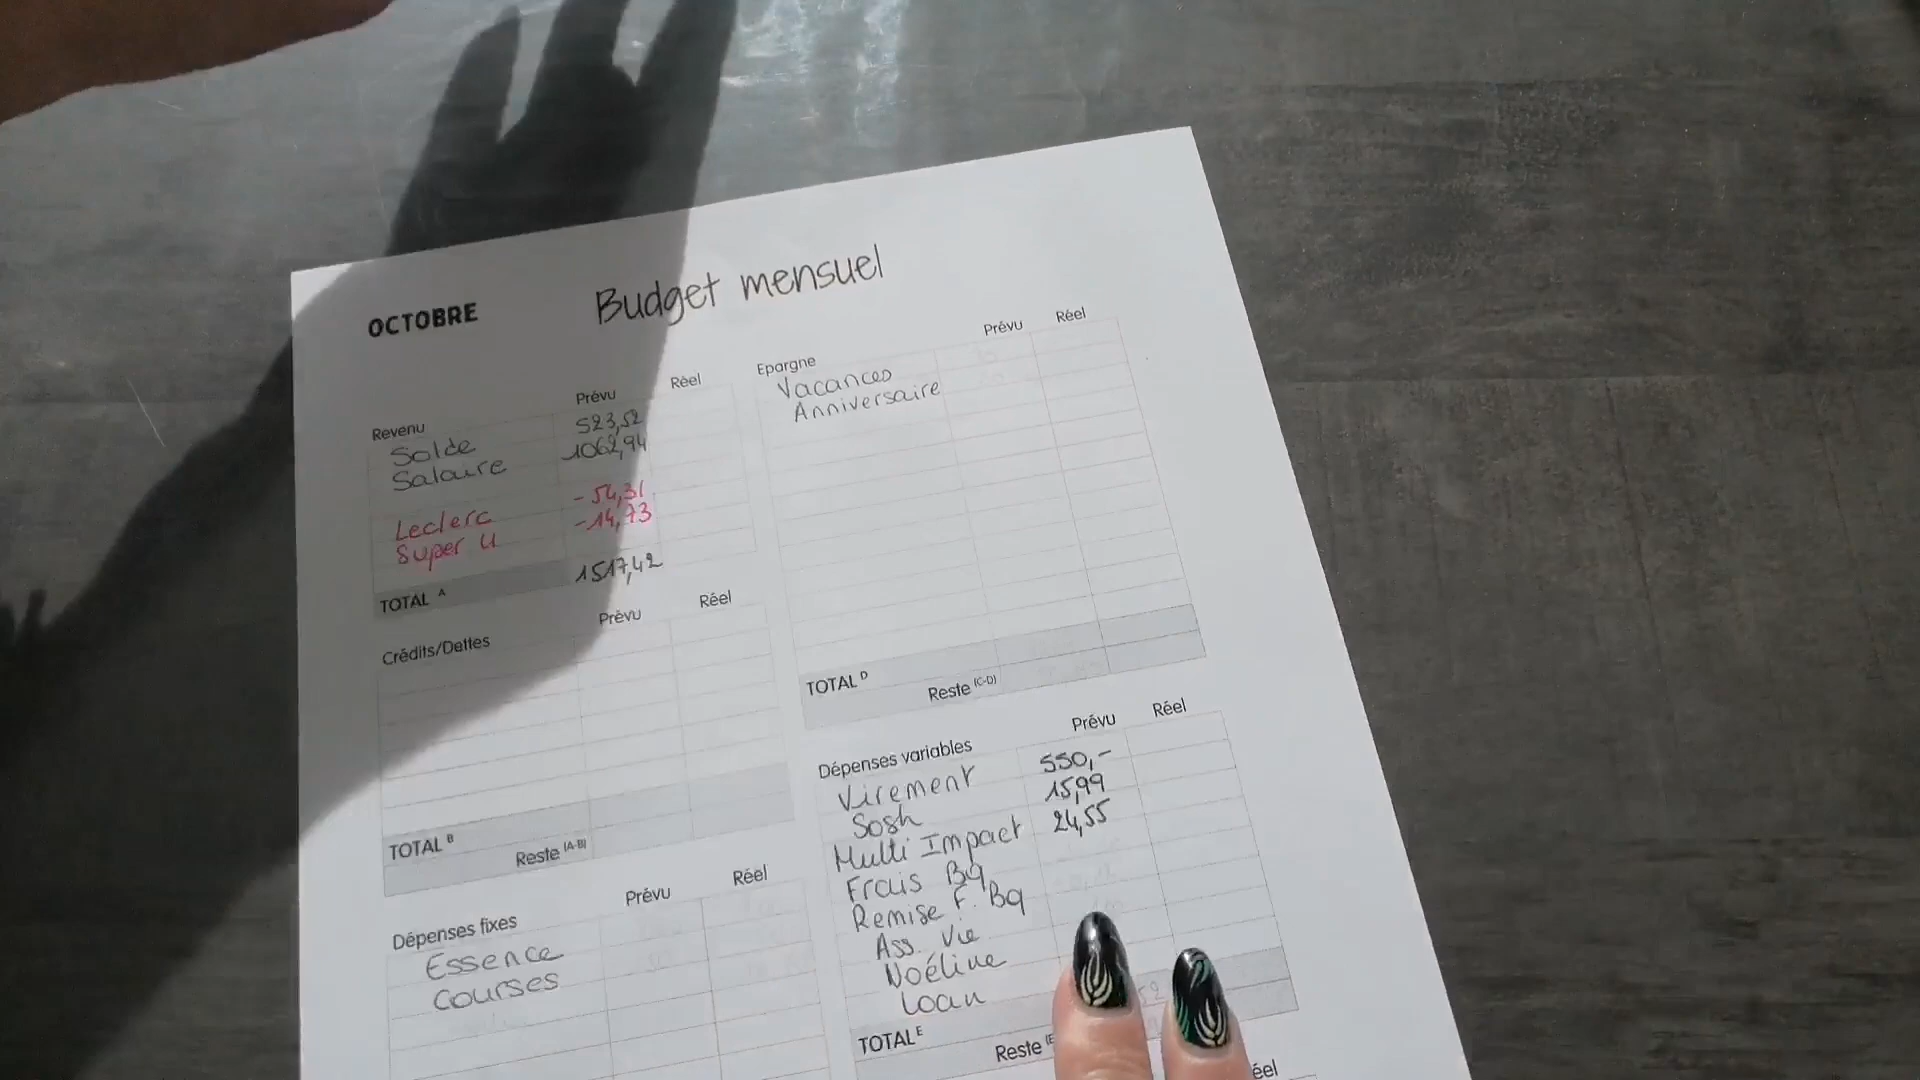 OCTOBRE
Budget mensuel
Revenu Prévu Réel
Solde 523,52
Salaire 1062,94
Leclerc - 54,31
Super U - 14,73
TOTAL A 1517,42
Crédits/Dettes Prévu Réel
TOTAL B
Reste (A-B)
Dépenses fixes Prévu Réel
Essence
Courses
Epargne Prévu Réel
Vacances
Anniversaire
TOTAL D
Reste (C-D)
Dépenses variables Prévu Réel
Virement 550,-
Sosh 15,99
Multi Impact 24,55
Frais Bq
Remise F. Bq
Ass. Vie
Noéline
Loan
TOTAL E
Reste (E
éel